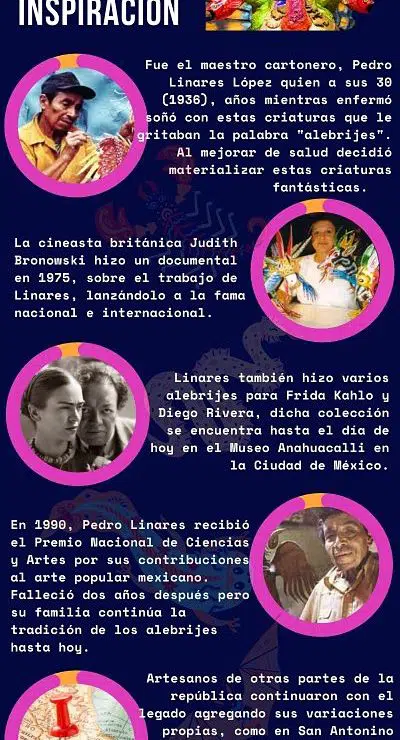 INSPIRACIÓN
Fue el maestro cartonero, Pedro
Linares López quien a sus 30
(1936), años mientras enfermó
soñó con estas criaturas que le
gritaban la palabra "alebrijes".
Al mejorar de salud decidió
materializar estas criaturas
fantásticas.
La cineasta británica Judith
Bronowski hizo un documental
en 1975, sobre el trabajo de
Linares, lanzándolo a la fama
nacional e internacional.
Linares también hizo varios
alebrijes para Frida Kahlo y
Diego Rivera, dicha colección
se encuentra hasta el día de
hoy en el Museo Anahuacalli en
la Ciudad de México.
En 1990, Pedro Linares recibió
el Premio Nacional de Ciencias
y Artes por sus contribuciones
al arte popular mexicano.
Falleció dos años después pero
su familia continúa la
tradición de los alebrijes
hasta hoy.
Artesanos de otras partes de la
república continuaron con el
legado agregando sus variaciones
propias, como en San Antonino